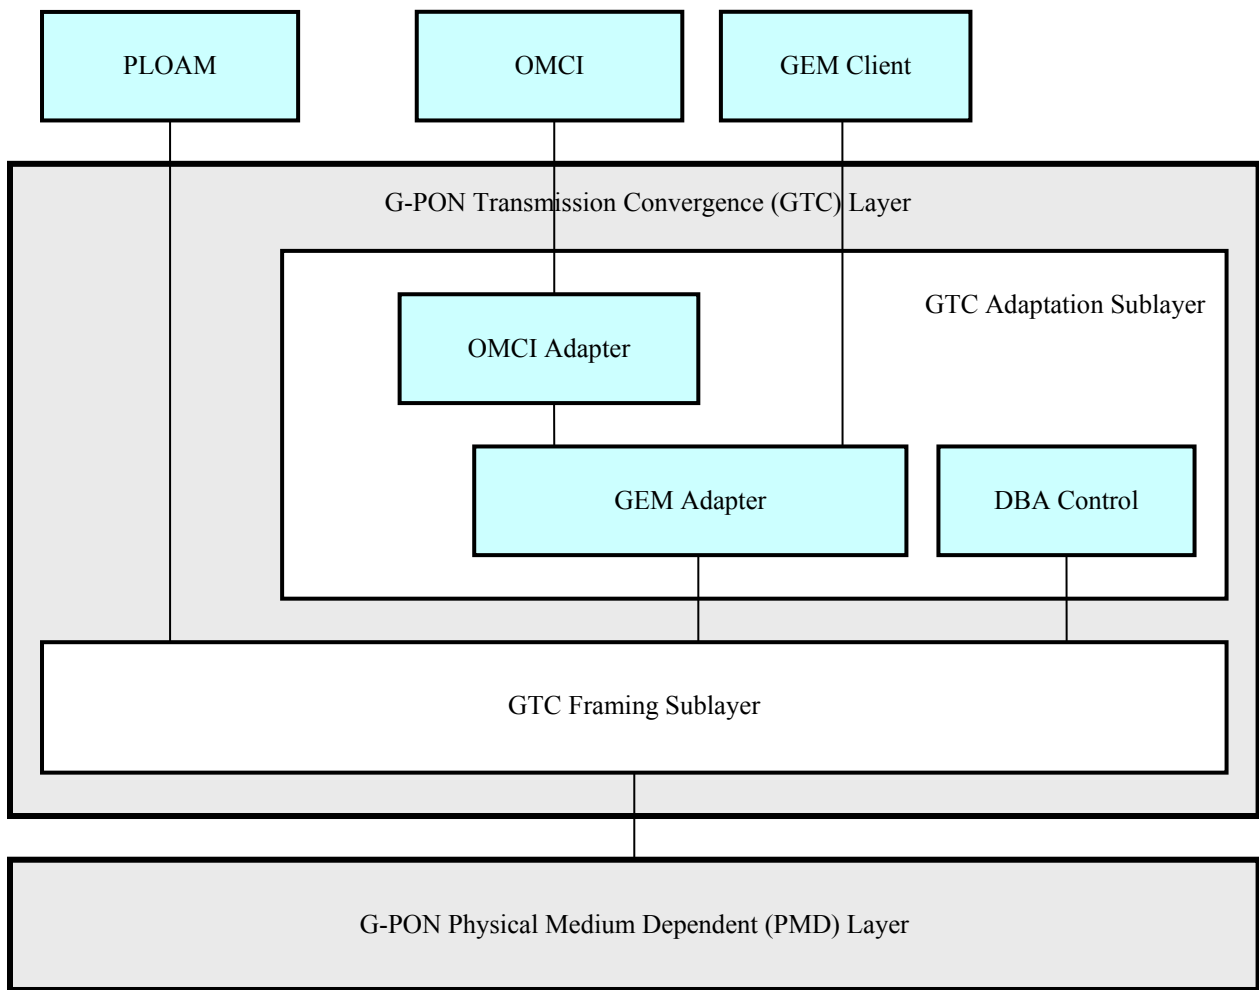 PLOAM
OMCI
GEM Client
G-PON Transmission Convergence (GTC) Layer
GTC Adaptation Sublayer
OMCI Adapter
GEM Adapter
DBA Control
GTC Framing Sublayer
G-PON Physical Medium Dependent (PMD) Layer